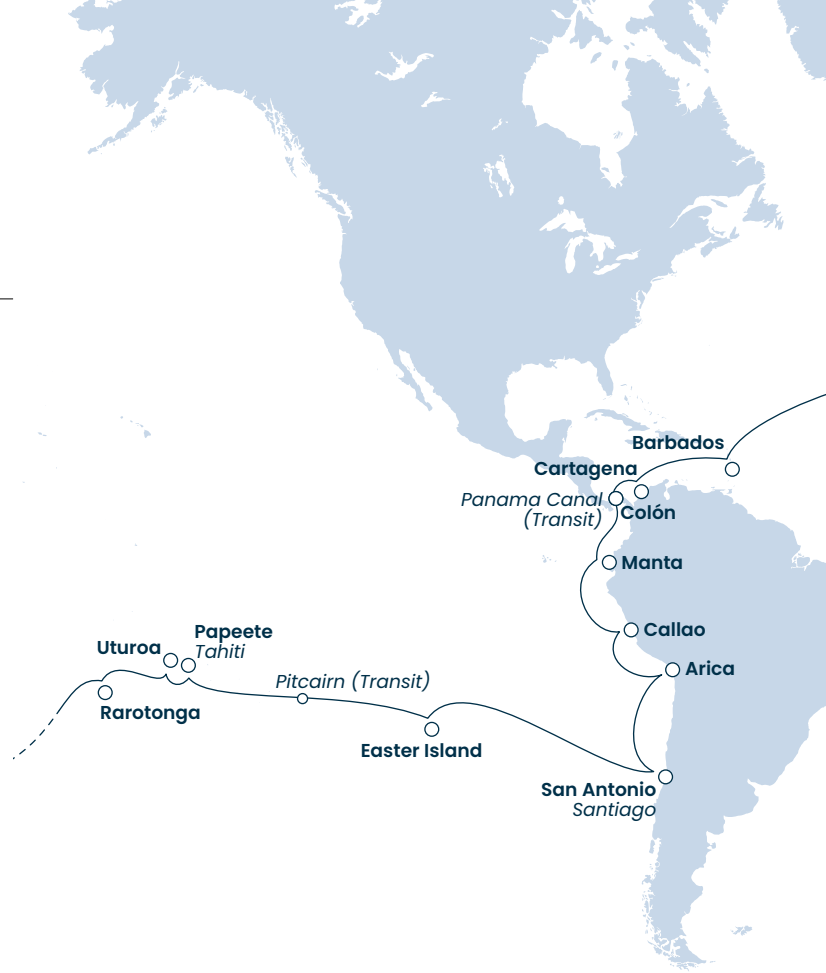 Barbados
Cartagena
Panama Canal
(Transit)
Colón
Manta
Papeete
Tahiti
Uturoa
Callao
Arica
Pitcairn (Transit)
Rarotonga
Easter Island
San Antonio
Santiago